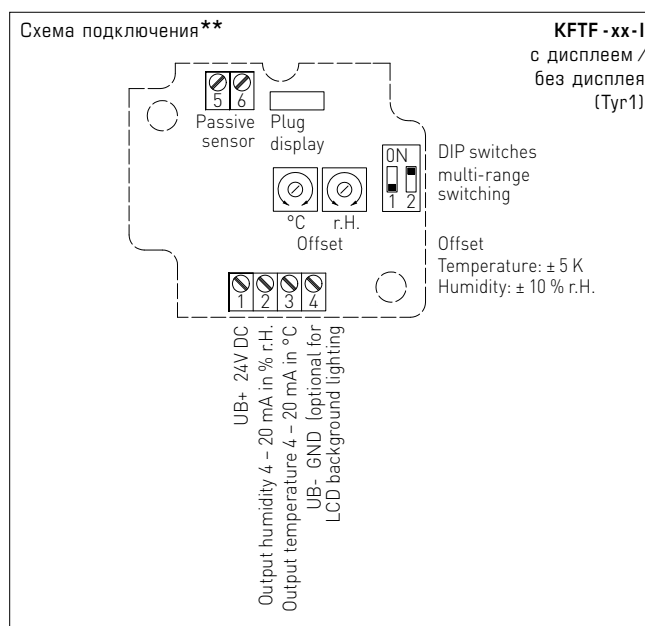 Схема подключения**
KFTF - xx - I
с дисплеем /
без дисплея
(Tyr1)
5 6
Passive
sensor
Plug
display
ON
1 2
DIP switches
multi-range
switching
°C r.H.
Offset
Offset
Temperature: ± 5 K
Humidity: ± 10 % r.H.
1 2 3 4
UB+ 24V DC
Output humidity 4 – 20 mA in % r.H.
Output temperature 4 – 20 mA in °C
UB- GND (optional for
LCD background lighting